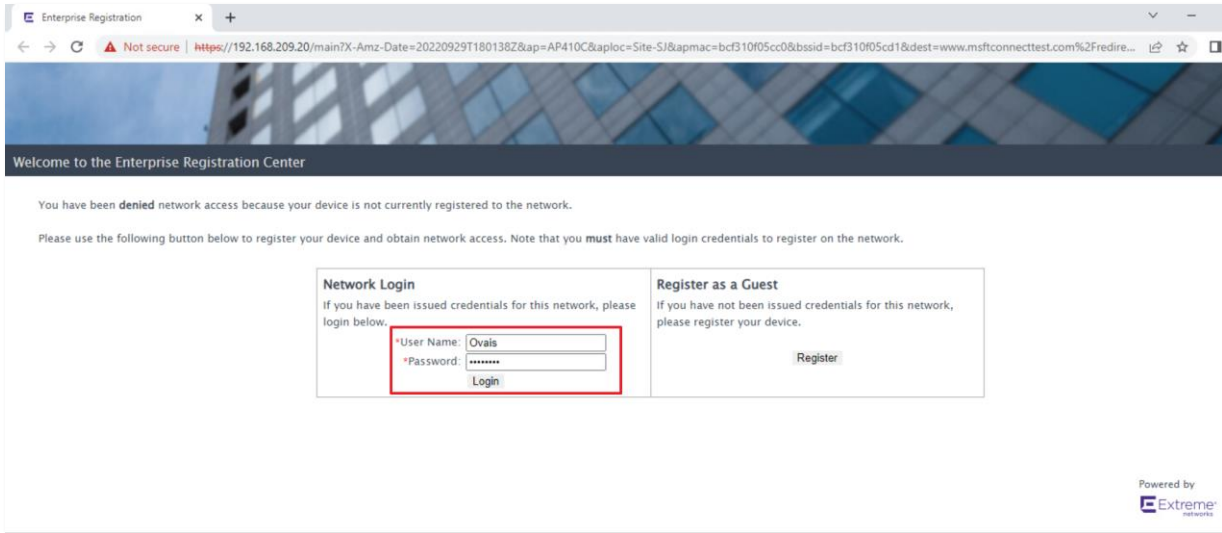 Enterprise Registration
Not secure | https://192.168.209.20/main?X-Amz-Date=20220929T180138Z&ap=AP410C&aploc=Site-SJ&apmac=bcf310f05cc0&bssid=bcf310f05cd1&dest=www.msftconnecttest.com%2Fredire...
Welcome to the Enterprise Registration Center
You have been denied network access because your device is not currently registered to the network.
Please use the following button below to register your device and obtain network access. Note that you must have valid login credentials to register on the network.
Network Login
If you have been issued credentials for this network, please
login below.
*User Name: Ovais
*Password: ••••••••
Login
Register as a Guest
If you have not been issued credentials for this network,
please register your device.
Register
Powered by
Extreme
networks